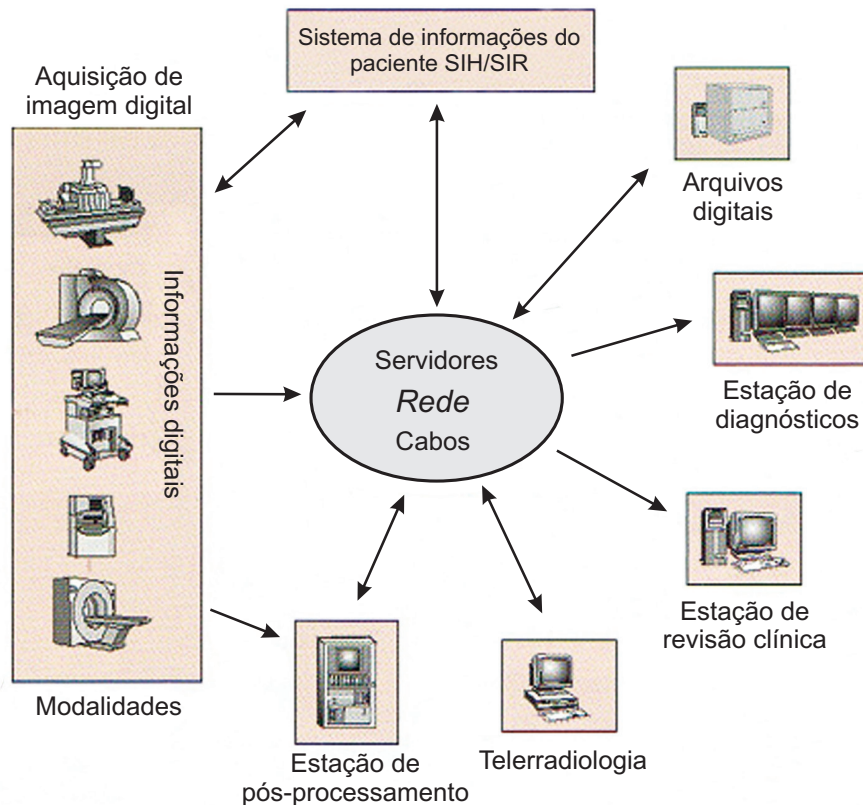 Sistema de informações do
paciente SIH/SIR
Aquisição de
imagem digital
Informações digitais
Modalidades
Arquivos
digitais
Servidores
Rede
Cabos
Estação de
diagnósticos
Estação de
revisão clínica
Telerradiologia
Estação de
pós-processamento